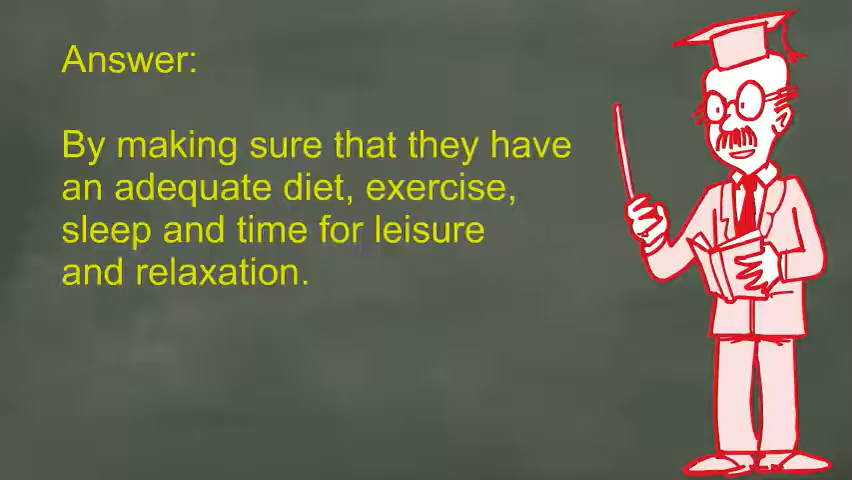 Answer:
By making sure that they have
an adequate diet, exercise,
sleep and time for leisure
and relaxation.